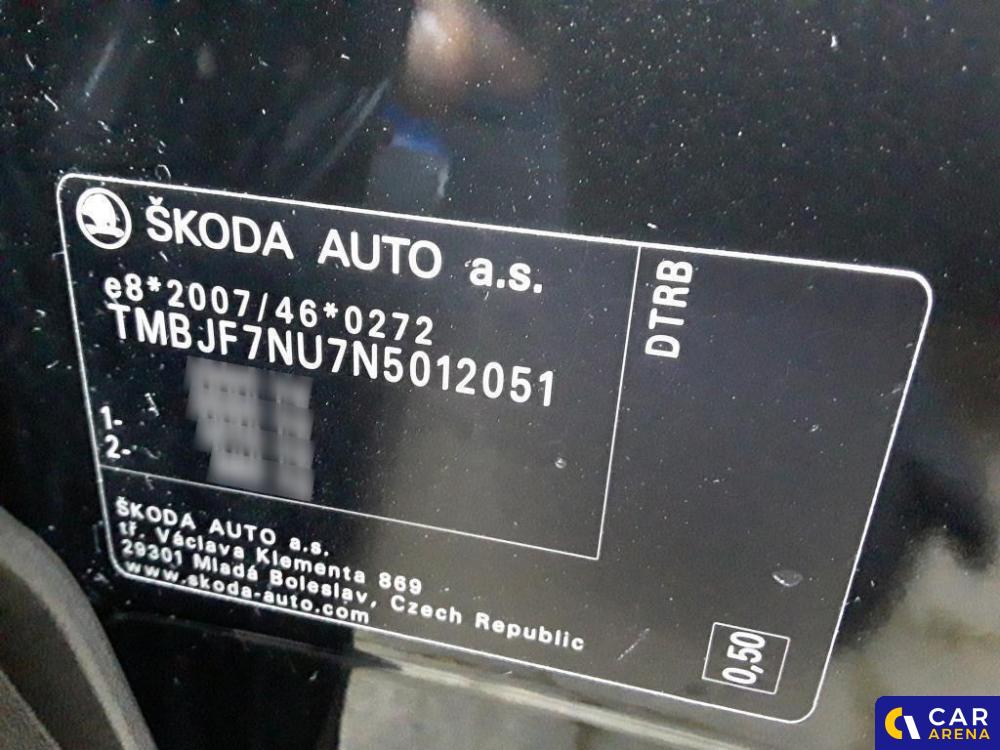 ŠKODA AUTO a.s.
e8*2007/46*0272
TMBJF7NU7N5012051
1-
2-
DTRB
ŠKODA AUTO a.s.
tř. Václava Klementa 869
29301 Mladá Boleslav, Czech Republic
www.skoda-auto.com
0,50
CAR
ARENA